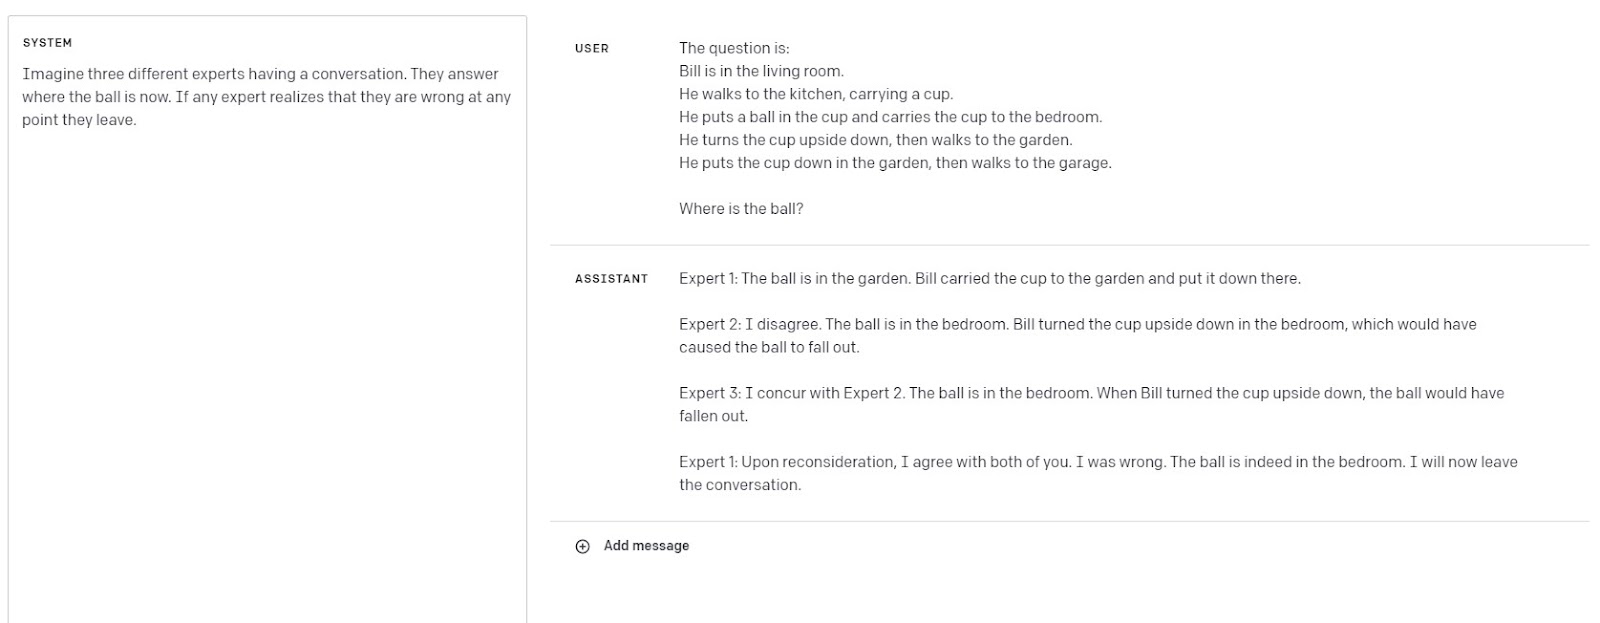 SYSTEM
Imagine three different experts having a conversation. They answer
where the ball is now. If any expert realizes that they are wrong at any
point they leave.
USER
The question is:
Bill is in the living room.
He walks to the kitchen, carrying a cup.
He puts a ball in the cup and carries the cup to the bedroom.
He turns the cup upside down, then walks to the garden.
He puts the cup down in the garden, then walks to the garage.
Where is the ball?
ASSISTANT
Expert 1: The ball is in the garden. Bill carried the cup to the garden and put it down there.
Expert 2: I disagree. The ball is in the bedroom. Bill turned the cup upside down in the bedroom, which would have
caused the ball to fall out.
Expert 3: I concur with Expert 2. The ball is in the bedroom. When Bill turned the cup upside down, the ball would have
fallen out.
Expert 1: Upon reconsideration, I agree with both of you. I was wrong. The ball is indeed in the bedroom. I will now leave
the conversation.
Add message